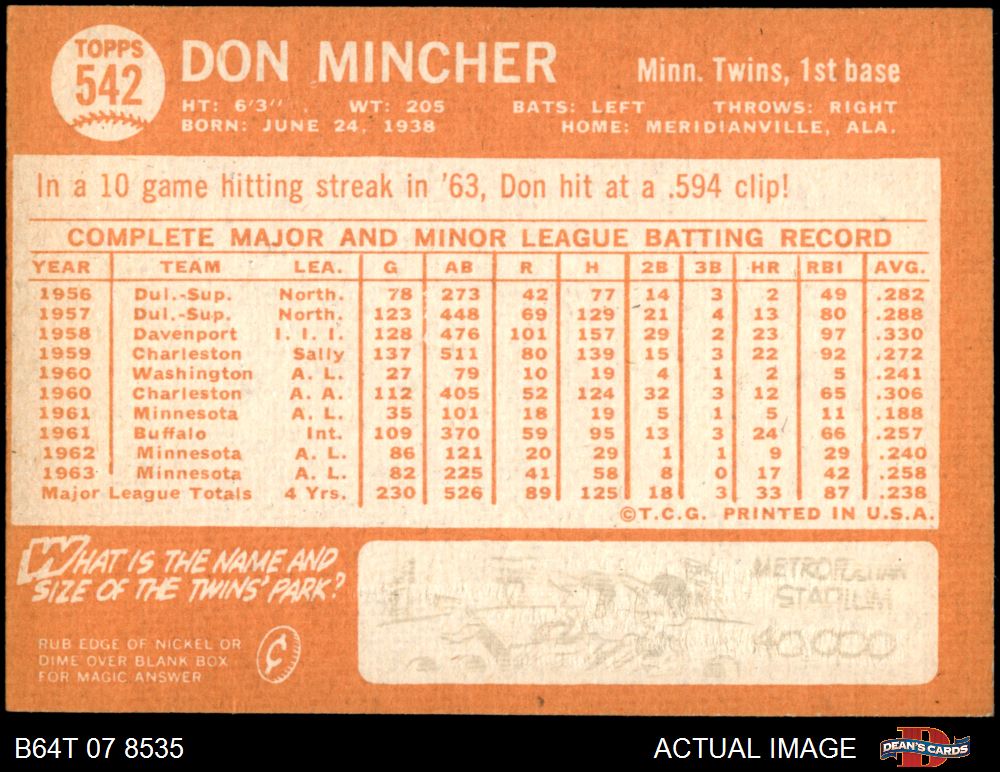 TOPPS
542
DON MINCHER
Minn. Twins, 1st base
HT: 6'3" . WT: 205 BATS: LEFT THROWS: RIGHT
BORN: JUNE 24, 1938 HOME: MERIDIANVILLE, ALA.
In a 10 game hitting streak in '63, Don hit at a .594 clip!
COMPLETE MAJOR AND MINOR LEAGUE BATTING RECORD
YEAR TEAM LEA. G AB R H 2B 3B HR RBI AVG.
1956 Dul.-Sup. North. 78 273 42 77 14 3 2 49 .282
1957 Dul.-Sup. North. 123 448 69 129 21 4 13 80 .288
1958 Davenport I. I. I. 128 476 101 157 29 2 23 97 .330
1959 Charleston Sally 137 511 80 139 15 3 22 92 .272
1960 Washington A. L. 27 79 10 19 4 1 2 5 .241
1960 Charleston A. A. 112 405 52 124 32 3 12 65 .306
1961 Minnesota A. L. 35 101 18 19 5 1 5 11 .188
1961 Buffalo Int. 109 370 59 95 13 3 24 66 .257
1962 Minnesota A. L. 86 121 20 29 1 1 9 29 .240
1963 Minnesota A. L. 82 225 41 58 8 0 17 42 .258
Major League Totals 4 Yrs. 230 526 89 125 18 3 33 87 .238
©T.C.G. PRINTED IN U.S.A.
WHAT IS THE NAME AND
SIZE OF THE TWINS' PARK?
RUB EDGE OF NICKEL OR
DIME OVER BLANK BOX
FOR MAGIC ANSWER
¢
METROPOLITAN
STADIUM
40,000
B64T 07 8535
ACTUAL IMAGE
D
DEAN'S CARDS